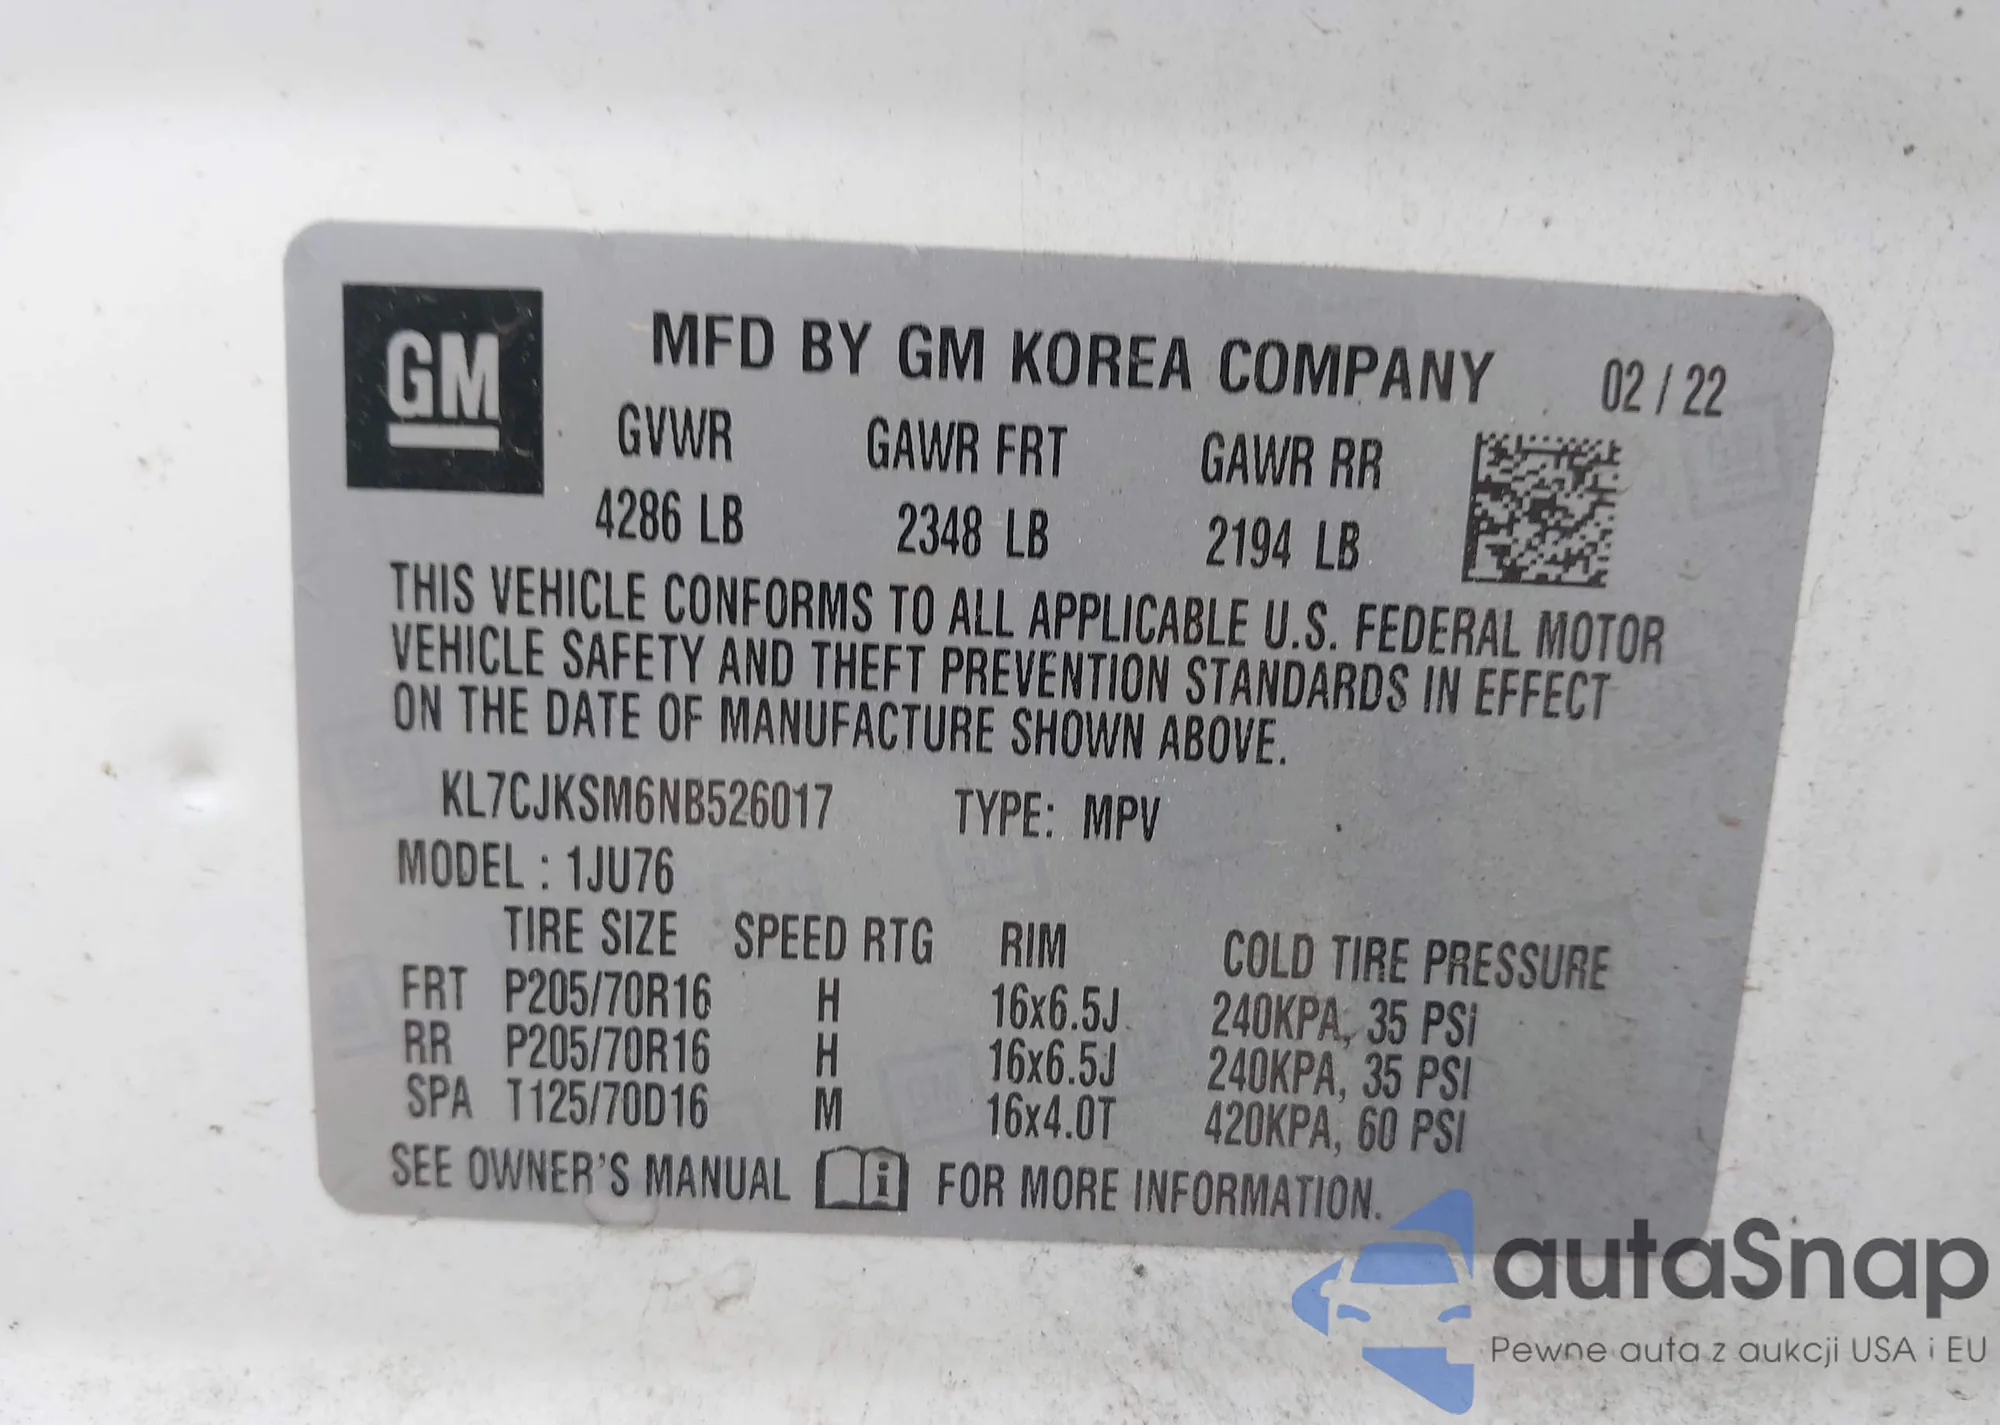 GM
MFD BY GM KOREA COMPANY 02 / 22
GVWR GAWR FRT GAWR RR
4286 LB 2348 LB 2194 LB
THIS VEHICLE CONFORMS TO ALL APPLICABLE U.S. FEDERAL MOTOR
VEHICLE SAFETY AND THEFT PREVENTION STANDARDS IN EFFECT
ON THE DATE OF MANUFACTURE SHOWN ABOVE.
KL7CJKSM6NB526017 TYPE: MPV
MODEL : 1JU76
TIRE SIZE SPEED RTG RIM COLD TIRE PRESSURE
FRT P205/70R16 H 16x6.5J 240KPA, 35 PSI
RR P205/70R16 H 16x6.5J 240KPA, 35 PSI
SPA T125/70D16 M 16x4.0T 420KPA, 60 PSI
SEE OWNER'S MANUAL i FOR MORE INFORMATION.
autaSnap
Pewne auta z aukcji USA i EU